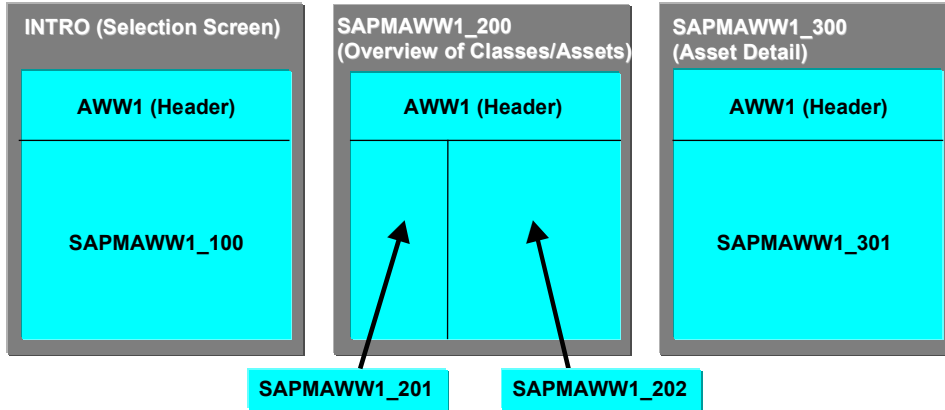 INTRO (Selection Screen)
AWW1 (Header)
SAPMAWW1_100
SAPMAWW1_200
(Overview of Classes/Assets)
AWW1 (Header)
SAPMAWW1_300
(Asset Detail)
AWW1 (Header)
SAPMAWW1_301
SAPMAWW1_201
SAPMAWW1_202